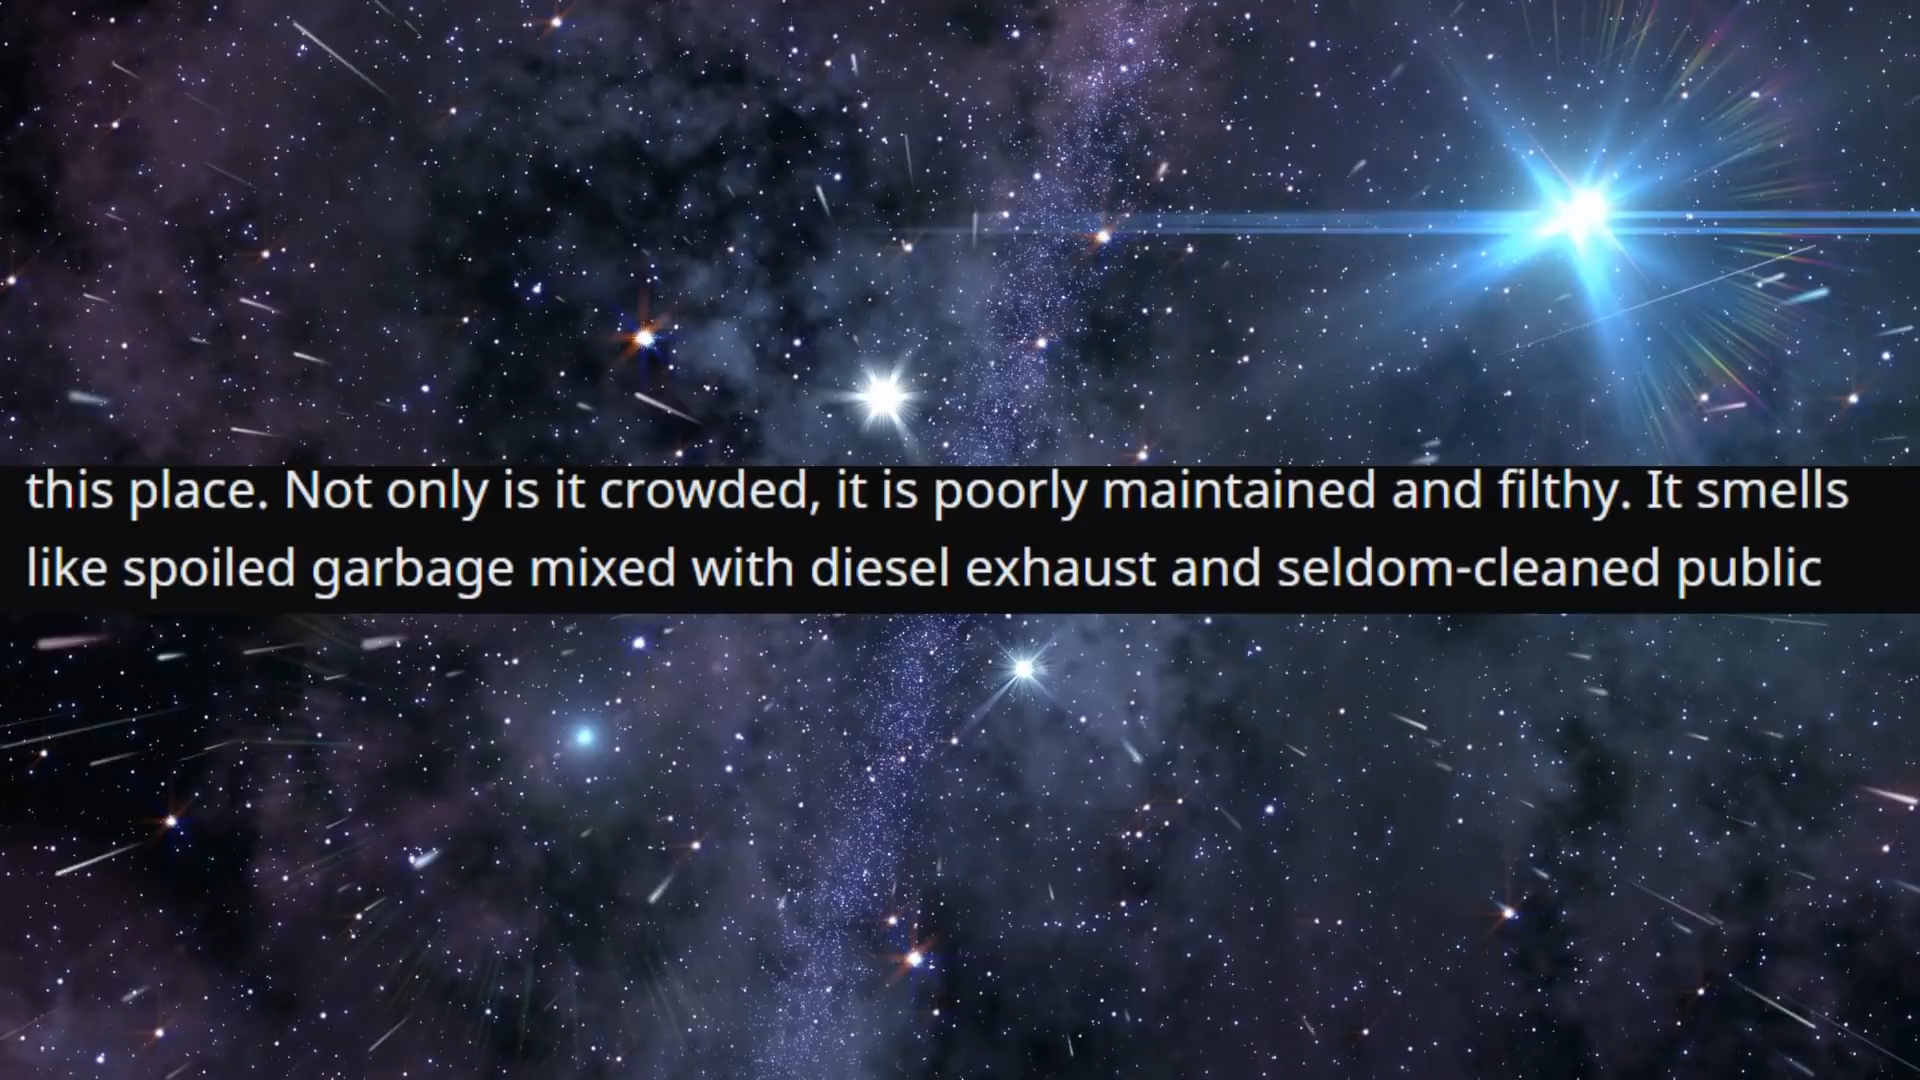 this place. Not only is it crowded, it is poorly maintained and filthy. It smells
like spoiled garbage mixed with diesel exhaust and seldom-cleaned public